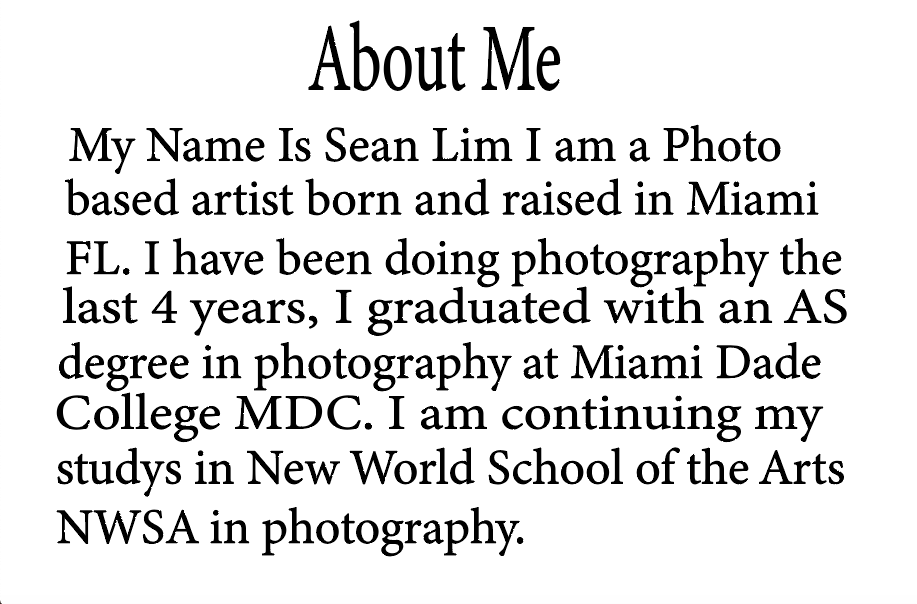 About Me
My Name Is Sean Lim I am a Photo
based artist born and raised in Miami
FL. I have been doing photography the
last 4 years, I graduated with an AS
degree in photography at Miami Dade
College MDC. I am continuing my
studys in New World School of the Arts
NWSA in photography.